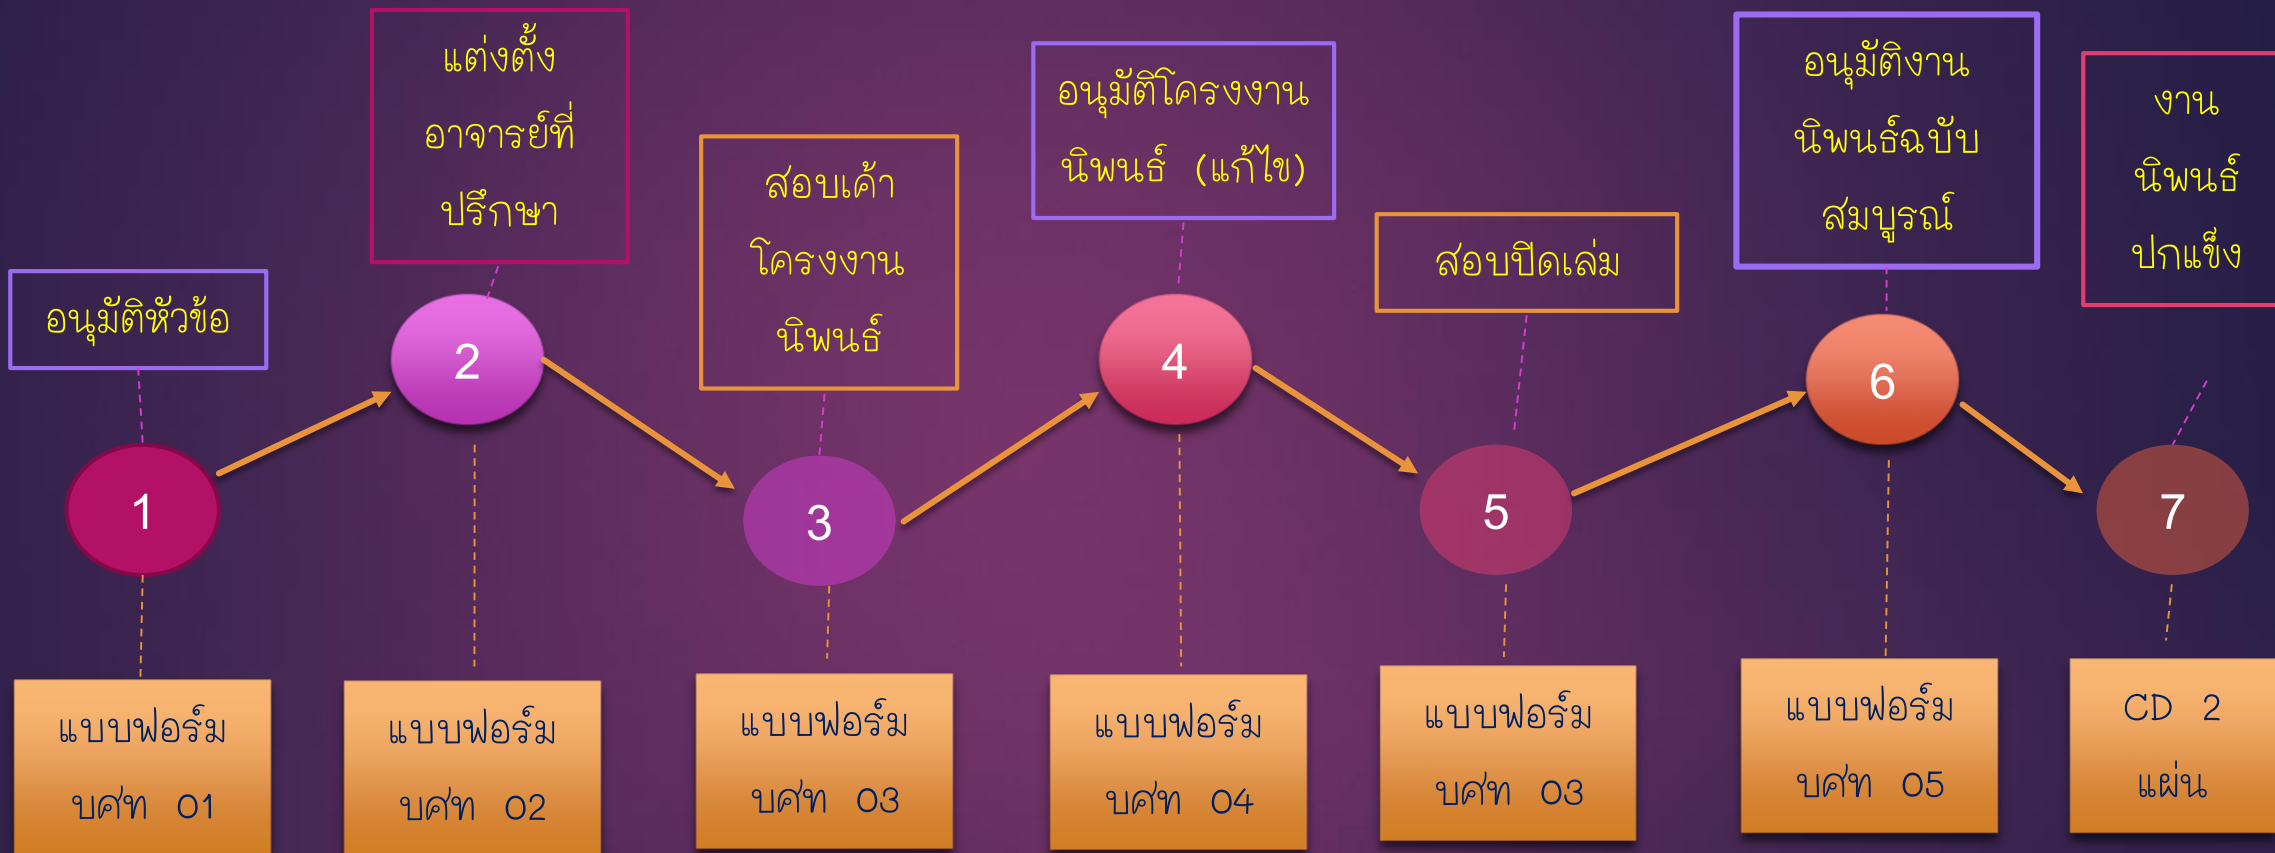 อนุมัติหัวข้อ
1
แบบฟอร์ม
บศท 01
แต่งตั้ง
อาจารย์ที่
ปรึกษา
2
แบบฟอร์ม
บศท 02
สอบเค้า
โครงงาน
นิพนธ์
3
แบบฟอร์ม
บศท 03
อนุมัติโครงงาน
นิพนธ์ (แก้ไข)
4
แบบฟอร์ม
บศท 04
สอบปิดเล่ม
5
แบบฟอร์ม
บศท 03
อนุมัติงาน
นิพนธ์ฉบับ
สมบูรณ์
6
แบบฟอร์ม
บศท 05
งาน
นิพนธ์
ปกแข็ง
7
CD 2
แผ่น